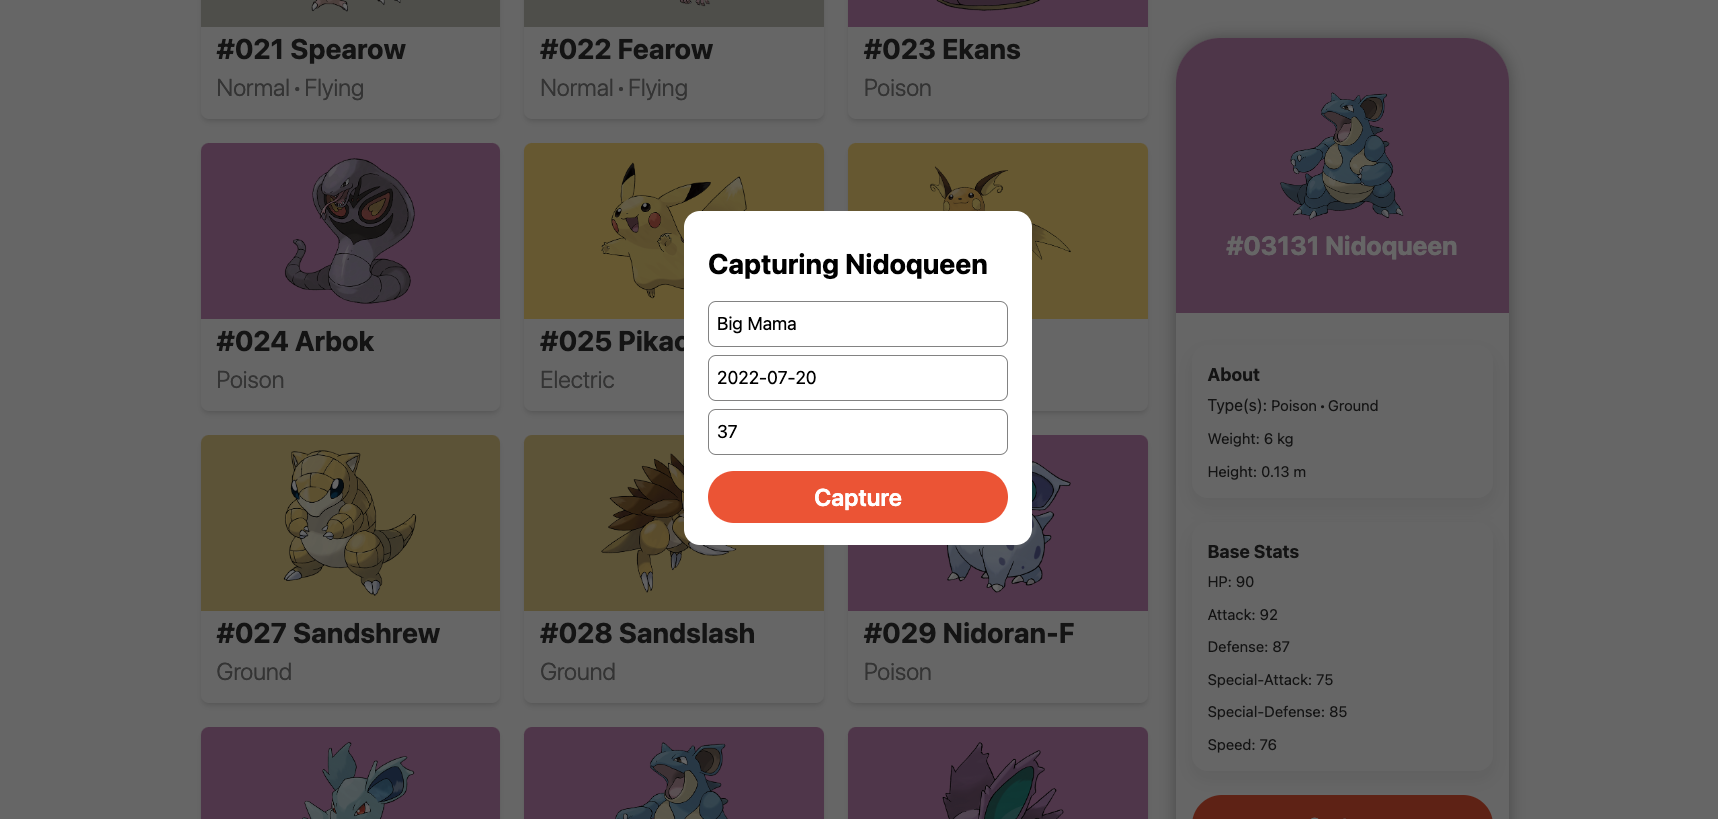 #021 Spearow
Normal • Flying
#022 Fearow
Normal • Flying
#023 Ekans
Poison
#024 Arbok
Poison
#025
Electric
#027 Sandshrew
Ground
#028 Sandslash
Ground
#029 Nidoran-F
Poison
Capturing Nidoqueen
Big Mama
2022-07-20
37
Capture
#03131 Nidoqueen
About
Type(s): Poison • Ground
Weight: 6 kg
Height: 0.13 m
Base Stats
HP: 90
Attack: 92
Defense: 87
Special-Attack: 75
Special-Defense: 85
Speed: 76